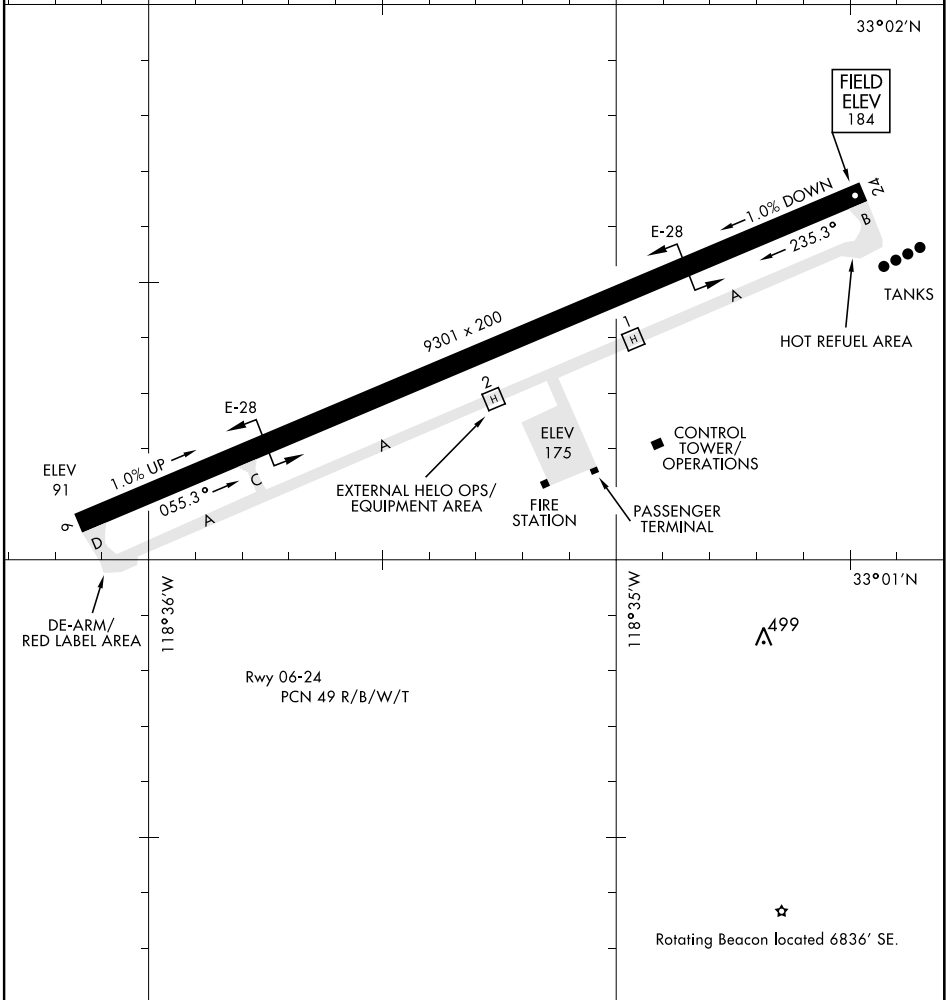 33°02'N
FIELD
ELEV
184
24
1.0% DOWN
B
E-28
235.3°
A
TANKS
9301 x 200
1
H
HOT REFUEL AREA
2
H
E-28
A
ELEV
175
CONTROL
TOWER/
OPERATIONS
ELEV
91
1.0% UP
C
055.3°
EXTERNAL HELO OPS/
EQUIPMENT AREA
FIRE
STATION
PASSENGER
TERMINAL
6
A
D
33°01'N
118°36'W
118°35'W
DE-ARM/
RED LABEL AREA
499
Rwy 06-24
PCN 49 R/B/W/T
Rotating Beacon located 6836' SE.